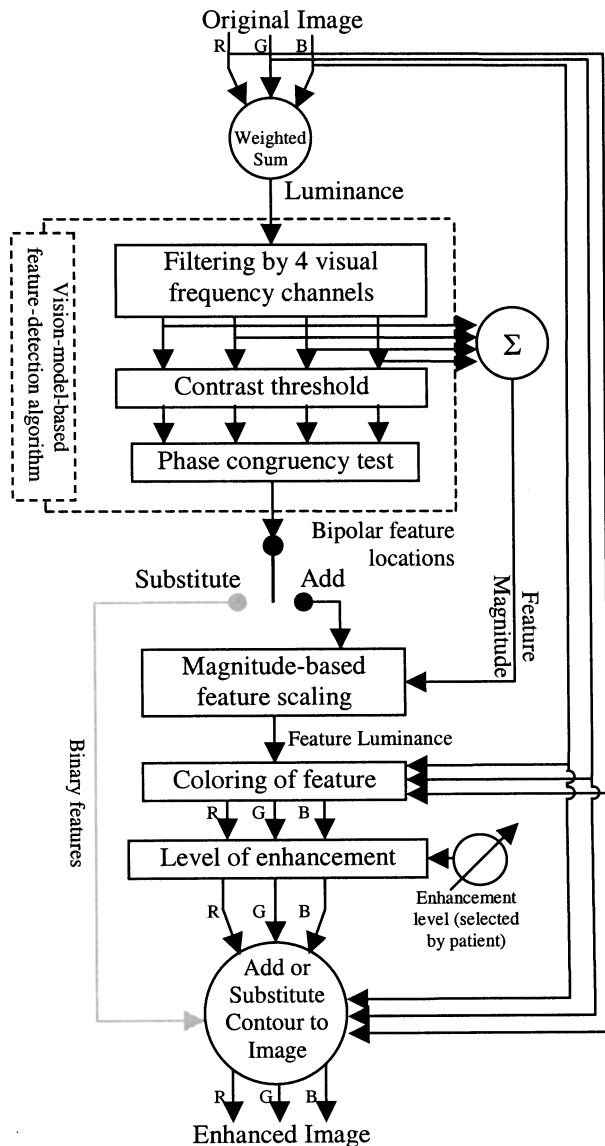 Original Image
R G B
Weighted
Sum
Luminance
Vision-model-based
feature-detection algorithm
Filtering by 4 visual
frequency channels
Σ
Contrast threshold
Phase congruency test
Bipolar feature
locations
Substitute Add
Feature
Magnitude
Magnitude-based
feature scaling
Binary features
Feature Luminance
Coloring of feature
R G B
Level of enhancement
Enhancement
level (selected
by patient)
R G B
Add or
Substitute
Contour to
Image
R G B
Enhanced Image